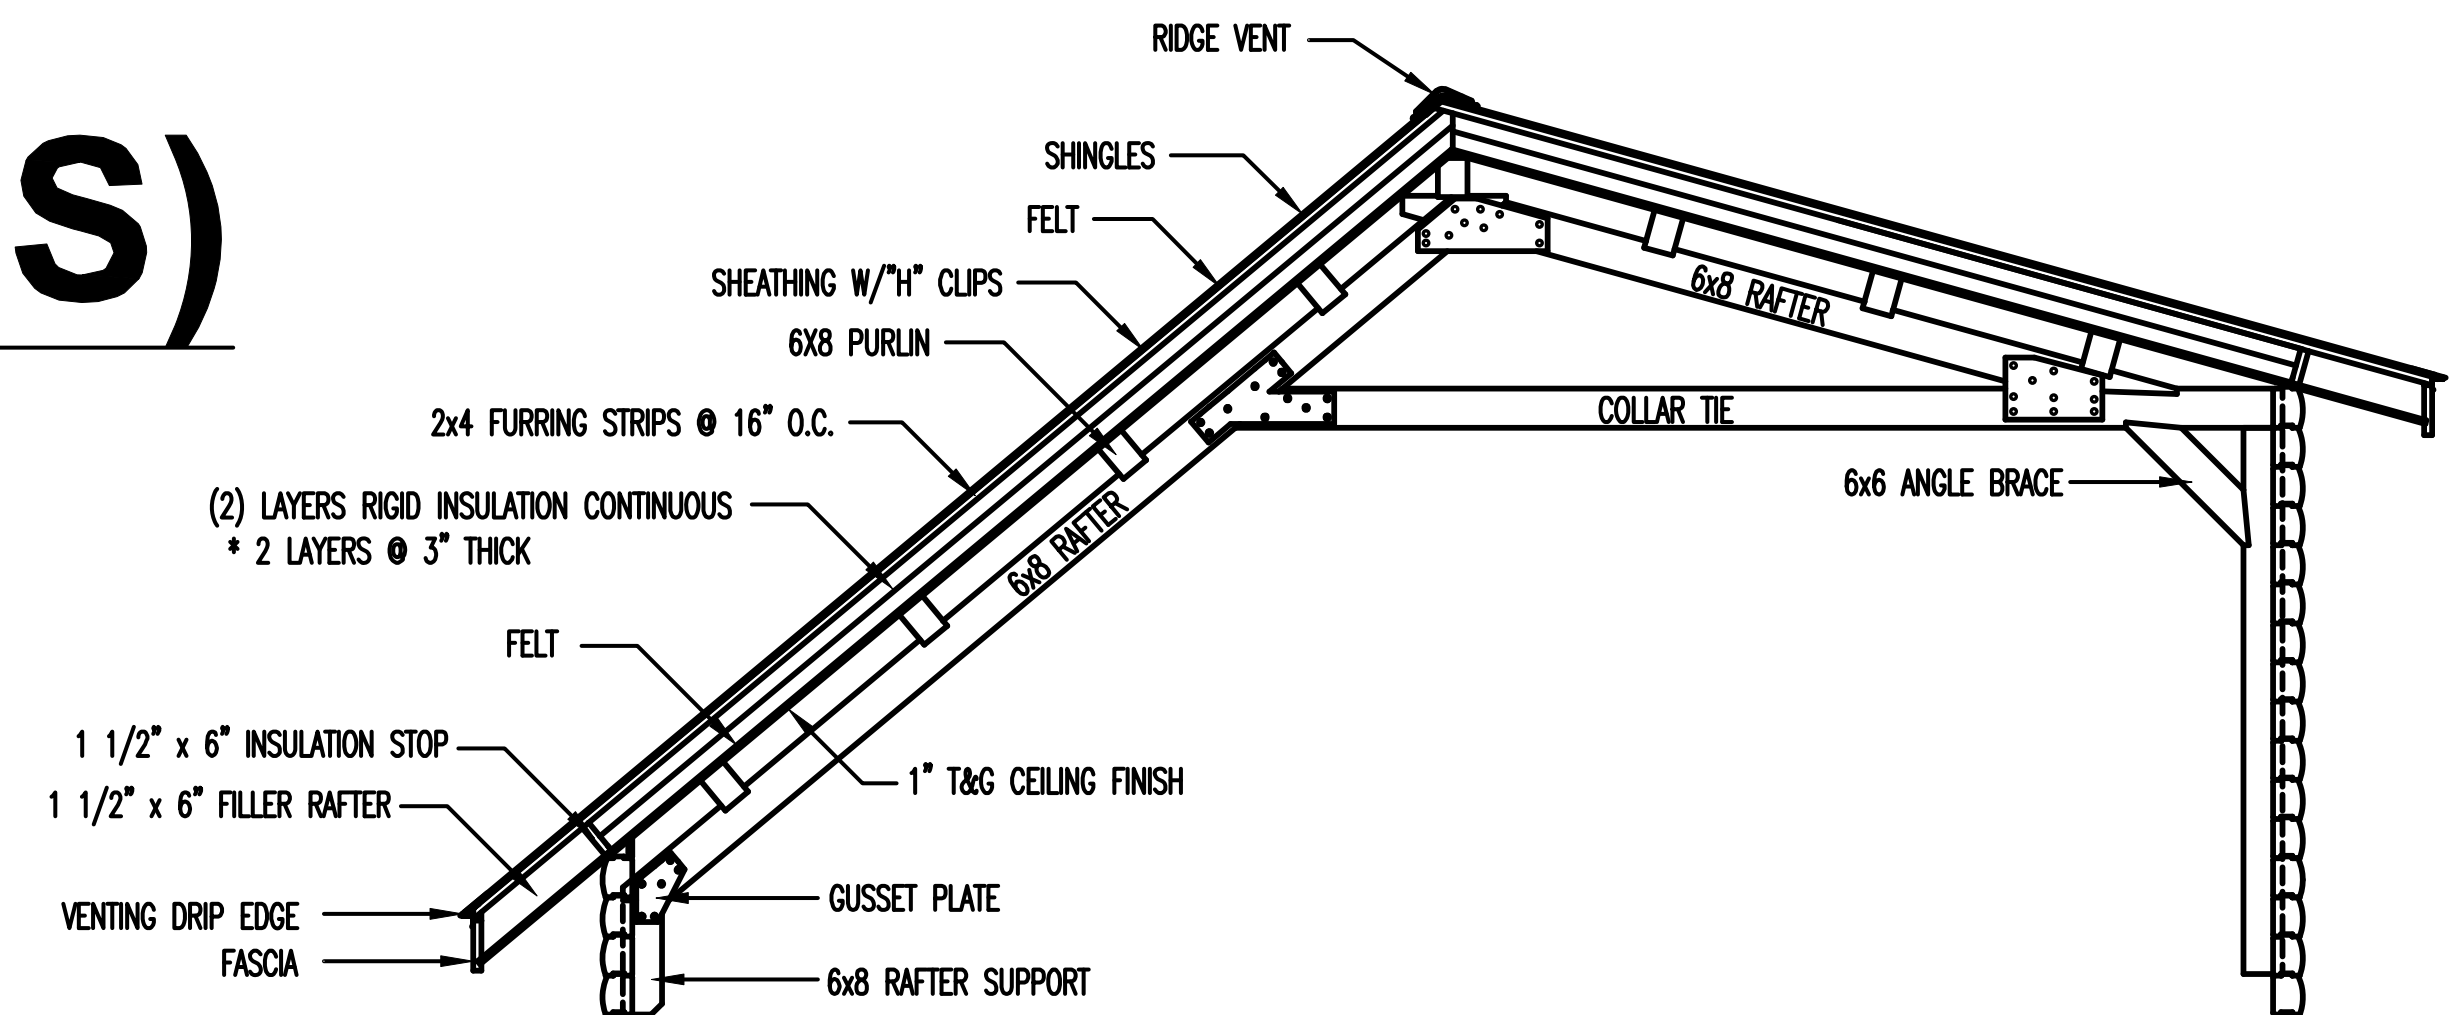 RIDGE VENT
S)
SHINGLES
FELT
SHEATHING W/"H" CLIPS
6X8 PURLIN
6x8 RAFTER
2x4 FURRING STRIPS @ 16" O.C.
COLLAR TIE
6x6 ANGLE BRACE
(2) LAYERS RIGID INSULATION CONTINUOUS
* 2 LAYERS @ 3" THICK
6x8 RAFTER
FELT
1 1/2" x 6" INSULATION STOP
1" T&G CEILING FINISH
1 1/2" x 6" FILLER RAFTER
GUSSET PLATE
VENTING DRIP EDGE
FASCIA
6x8 RAFTER SUPPORT